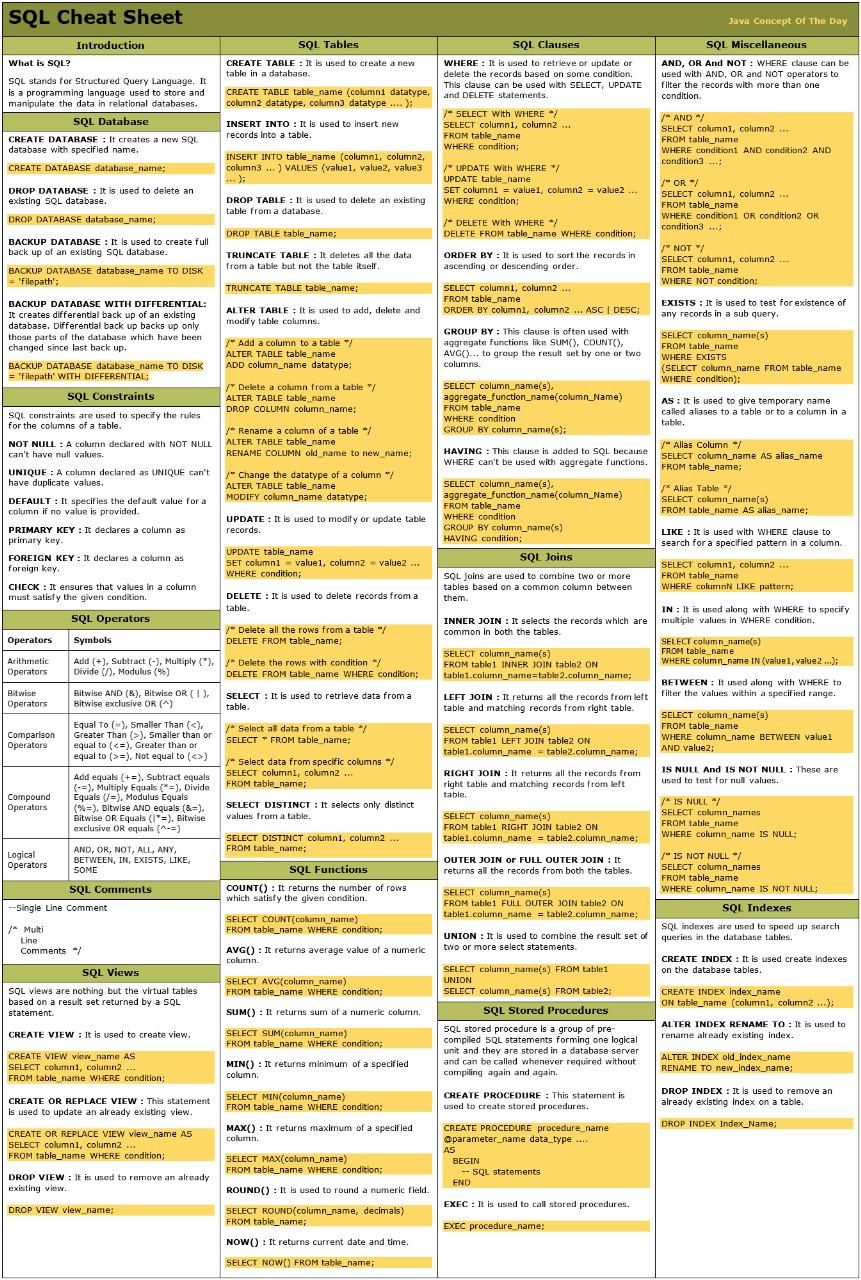 SQL Cheat Sheet
Java Concept Of The Day
Introduction
What is SQL?
SQL stands for Structured Query Language. It
is a programming language used to store and
manipulate the data in relational databases.
SQL Database
CREATE DATABASE : It creates a new SQL
database with specified name.
CREATE DATABASE database_name;
DROP DATABASE : It is used to delete an
existing SQL database.
DROP DATABASE database_name;
BACKUP DATABASE : It is used to create full
back up of an existing SQL database.
BACKUP DATABASE database_name TO DISK
= 'filepath';
BACKUP DATABASE WITH DIFFERENTIAL:
It creates differential back up of an existing
database. Differential back up backs up only
those parts of the database which have been
changed since last back up.
BACKUP DATABASE database_name TO DISK
= 'filepath' WITH DIFFERENTIAL;
SQL Constraints
SQL constraints are used to specify the rules
for the columns of a table.
NOT NULL : A column declared with NOT NULL
can't have null values.
UNIQUE : A column declared as UNIQUE can't
have duplicate values.
DEFAULT : It specifies the default value for a
column if no value is provided.
PRIMARY KEY : It declares a column as
primary key.
FOREIGN KEY : It declares a column as
foreign key.
CHECK : It ensures that values in a column
must satisfy the given condition.
SQL Operators
Operators Symbols
Arithmetic Operators
Add (+), Subtract (-), Multiply (*),
Divide (/), Modulus (%)
Bitwise Operators
Bitwise AND (&), Bitwise OR ( | ),
Bitwise exclusive OR (^)
Comparison Operators
Equal To (=), Smaller Than (<),
Greater Than (>), Smaller than or
equal to (<=), Greater than or
equal to (>=), Not equal to (<>)
Compound Operators
Add equals (+=), Subtract equals
(-=), Multiply Equals (*=), Divide
Equals (/=), Modulus Equals
(%=), Bitwise AND equals (&=),
Bitwise OR Equals (|*=), Bitwise
exclusive OR equals (^-=)
Logical Operators
AND, OR, NOT, ALL, ANY,
BETWEEN, IN, EXISTS, LIKE,
SOME
SQL Comments
--Single Line Comment
/* Multi
Line
Comments */
SQL Views
SQL views are nothing but the virtual tables
based on a result set returned by a SQL
statement.
CREATE VIEW : It is used to create view.
CREATE VIEW view_name AS
SELECT column1, column2 ...
FROM table_name WHERE condition;
CREATE OR REPLACE VIEW : This statement
is used to update an already existing view.
CREATE OR REPLACE VIEW view_name AS
SELECT column1, column2 ...
FROM table_name WHERE condition;
DROP VIEW : It is used to remove an already
existing view.
DROP VIEW view_name;
SQL Tables
CREATE TABLE : It is used to create a new
table in a database.
CREATE TABLE table_name (column1 datatype,
column2 datatype, column3 datatype .... );
INSERT INTO : It is used to insert new
records into a table.
INSERT INTO table_name (column1, column2,
column3 ... ) VALUES (value1, value2, value3
... );
DROP TABLE : It is used to delete an existing
table from a database.
DROP TABLE table_name;
TRUNCATE TABLE : It deletes all the data
from a table but not the table itself.
TRUNCATE TABLE table_name;
ALTER TABLE : It is used to add, delete and
modify table columns.
/* Add a column to a table */
ALTER TABLE table_name
ADD column_name datatype;
/* Delete a column from a table */
ALTER TABLE table_name
DROP COLUMN column_name;
/* Rename a column of a table */
ALTER TABLE table_name
RENAME COLUMN old_name to new_name;
/* Change the datatype of a column */
ALTER TABLE table_name
MODIFY column_name datatype;
UPDATE : It is used to modify or update table
records.
UPDATE table_name
SET column1 = value1, column2 = value2 ...
WHERE condition;
DELETE : It is used to delete records from a
table.
/* Delete all the rows from a table */
DELETE FROM table_name;
/* Delete the rows with condition */
DELETE FROM table_name WHERE condition;
SELECT : It is used to retrieve data from a
table.
/* Select all data from a table */
SELECT * FROM table_name;
/* Select data from specific columns */
SELECT column1, column2 ...
FROM table_name;
SELECT DISTINCT : It selects only distinct
values from a table.
SELECT DISTINCT column1, column2 ...
FROM table_name;
SQL Functions
COUNT() : It returns the number of rows
which satisfy the given condition.
SELECT COUNT(column_name)
FROM table_name WHERE condition;
AVG() : It returns average value of a numeric
column.
SELECT AVG(column_name)
FROM table_name WHERE condition;
SUM() : It returns sum of a numeric column.
SELECT SUM(column_name)
FROM table_name WHERE condition;
MIN() : It returns minimum of a specified
column.
SELECT MIN(column_name)
FROM table_name WHERE condition;
MAX() : It returns maximum of a specified
column.
SELECT MAX(column_name)
FROM table_name WHERE condition;
ROUND() : It is used to round a numeric field.
SELECT ROUND(column_name, decimals)
FROM table_name;
NOW() : It returns current date and time.
SELECT NOW() FROM table_name;
SQL Clauses
WHERE : It is used to retrieve or update or
delete the records based on some condition.
This clause can be used with SELECT, UPDATE
and DELETE statements.
/* SELECT With WHERE */
SELECT column1, column2 ...
FROM table_name
WHERE condition;
/* UPDATE With WHERE */
UPDATE table_name
SET column1 = value1, column2 = value2 ...
WHERE condition;
/* DELETE With WHERE */
DELETE FROM table_name WHERE condition;
ORDER BY : It is used to sort the records in
ascending or descending order.
SELECT column1, column2 ...
FROM table_name
ORDER BY column1, column2 ... ASC | DESC;
GROUP BY : This clause is often used with
aggregate functions like SUM(), COUNT(),
AVG()... to group the result set by one or two
columns.
SELECT column_name(s),
aggregate_function_name(column_Name)
FROM table_name
WHERE condition
GROUP BY column_name(s);
HAVING : This clause is added to SQL because
WHERE can't be used with aggregate functions.
SELECT column_name(s),
aggregate_function_name(column_Name)
FROM table_name
WHERE condition
GROUP BY column_name(s)
HAVING condition;
SQL Joins
SQL joins are used to combine two or more
tables based on a common column between
them.
INNER JOIN : It selects the records which are
common in both the tables.
SELECT column_name(s)
FROM table1 INNER JOIN table2 ON
table1.column_name=table2.column_name;
LEFT JOIN : It returns all the records from left
table and matching records from right table.
SELECT column_name(s)
FROM table1 LEFT JOIN table2 ON
table1.column_name = table2.column_name;
RIGHT JOIN : It returns all the records from
right table and matching records from left
table.
SELECT column_name(s)
FROM table1 RIGHT JOIN table2 ON
table1.column_name = table2.column_name;
OUTER JOIN or FULL OUTER JOIN : It
returns all the records from both the tables.
SELECT column_name(s)
FROM table1 FULL OUTER JOIN table2 ON
table1.column_name = table2.column_name;
UNION : It is used to combine the result set of
two or more select statements.
SELECT column_name(s) FROM table1
UNION
SELECT column_name(s) FROM table2;
SQL Stored Procedures
SQL stored procedure is a group of pre-
compiled SQL statements forming one logical
unit and they are stored in a database server
and can be called whenever required without
compiling again and again.
CREATE PROCEDURE : This statement is
used to create stored procedures.
CREATE PROCEDURE procedure_name
@parameter_name data_type ....
AS
BEGIN
-- SQL statements
END
EXEC : It is used to call stored procedures.
EXEC procedure_name;
SQL Miscellaneous
AND, OR And NOT : WHERE clause can be
used with AND, OR and NOT operators to
filter the records with more than one
condition.
/* AND */
SELECT column1, column2 ...
FROM table_name
WHERE condition1 AND condition2 AND
condition3 ...;
/* OR */
SELECT column1, column2 ...
FROM table_name
WHERE condition1 OR condition2 OR
condition3 ...;
/* NOT */
SELECT column1, column2 ...
FROM table_name
WHERE NOT condition;
EXISTS : It is used to test for existence of
any records in a sub query.
SELECT column_name(s)
FROM table_name
WHERE EXISTS
(SELECT column_name FROM table_name
WHERE condition);
AS : It is used to give temporary name
called aliases to a table or to a column in a
table.
/* Alias Column */
SELECT column_name AS alias_name
FROM table_name;
/* Alias Table */
SELECT column_name(s)
FROM table_name AS alias_name;
LIKE : It is used with WHERE clause to
search for a specified pattern in a column.
SELECT column1, column2 ...
FROM table_name
WHERE columnN LIKE pattern;
IN : It is used along with WHERE to specify
multiple values in WHERE condition.
SELECT column_name(s)
FROM table_name
WHERE column_name IN (value1, value2 ...);
BETWEEN : It used along with WHERE to
filter the values within a specified range.
SELECT column_name(s)
FROM table_name
WHERE column_name BETWEEN value1
AND value2;
IS NULL And IS NOT NULL : These are
used to test for null values.
/* IS NULL */
SELECT column_names
FROM table_name
WHERE column_name IS NULL;
/* IS NOT NULL */
SELECT column_names
FROM table_name
WHERE column_name IS NOT NULL;
SQL Indexes
SQL indexes are used to speed up search
queries in the database tables.
CREATE INDEX : It is used create indexes
on the database tables.
CREATE INDEX index_name
ON table_name (column1, column2 ...);
ALTER INDEX RENAME TO : It is used to
rename already existing index.
ALTER INDEX old_index_name
RENAME TO new_index_name;
DROP INDEX : It is used to remove an
already existing index on a table.
DROP INDEX Index_Name;